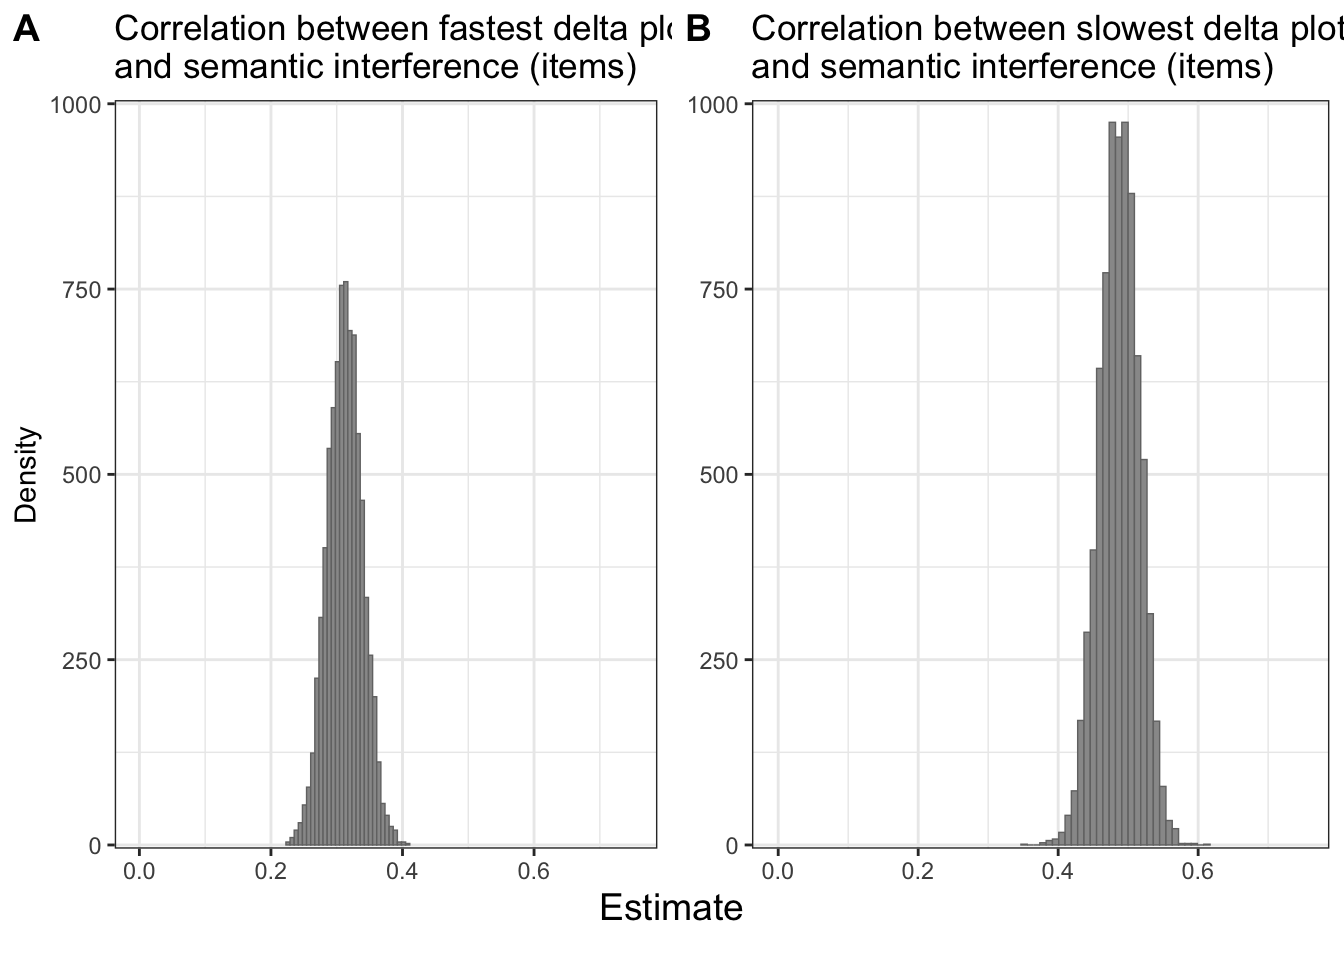 A
Correlation between fastest delta plo
and semantic interference (items)
B
Correlation between slowest delta plot
and semantic interference (items)
Density
1000
750
500
250
0
0.0 0.2 0.4 0.6
1000
750
500
250
0
0.0 0.2 0.4 0.6
Estimate